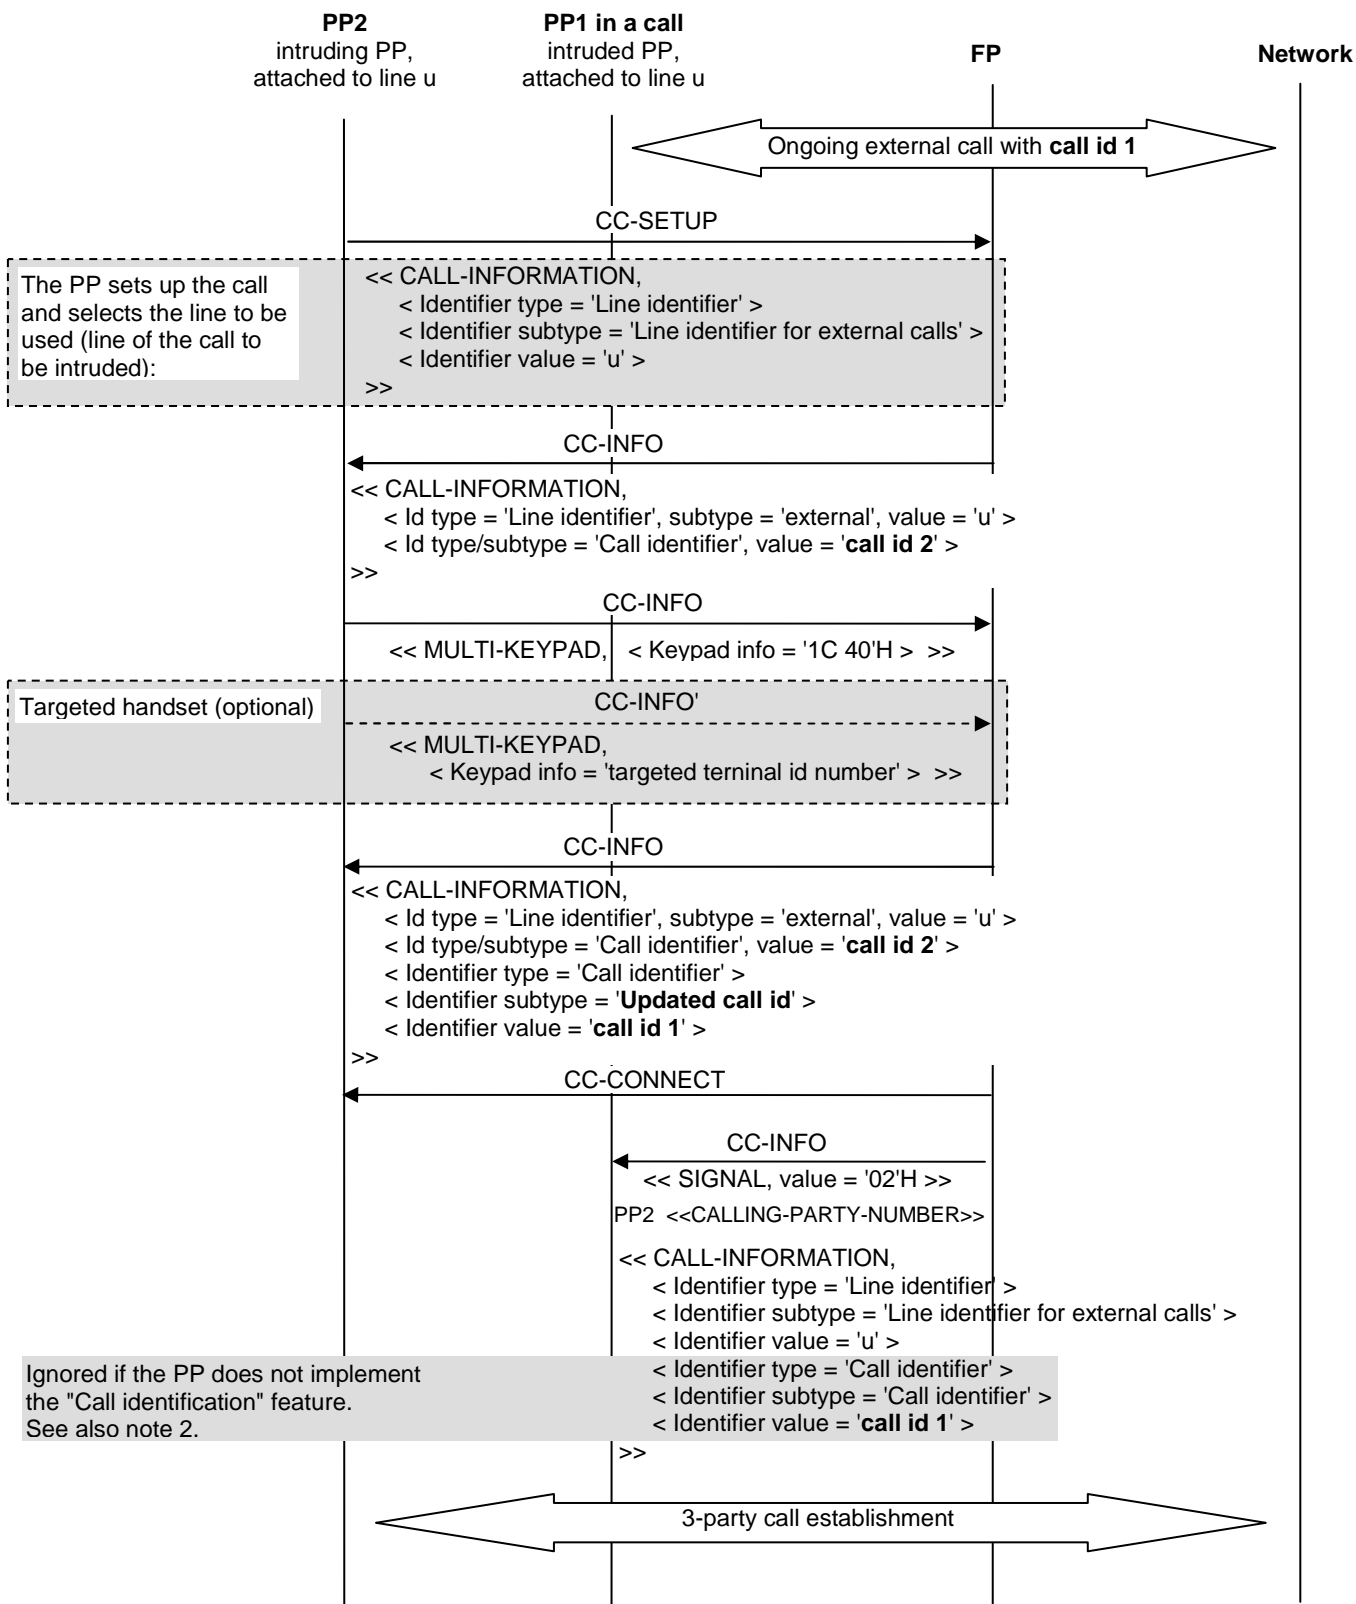 PP2
intruding PP,
attached to line u
PP1 in a call
intruded PP,
attached to line u
FP
Network
Ongoing external call with call id 1
CC-SETUP
The PP sets up the call
and selects the line to be
used (line of the call to
be intruded):
<< CALL-INFORMATION,
< Identifier type = 'Line identifier' >
< Identifier subtype = 'Line identifier for external calls' >
< Identifier value = 'u' >
>>
CC-INFO
<< CALL-INFORMATION,
< Id type = 'Line identifier', subtype = 'external', value = 'u' >
< Id type/subtype = 'Call identifier', value = 'call id 2' >
>>
CC-INFO
<< MULTI-KEYPAD, < Keypad info = '1C 40'H > >>
Targeted handset (optional)
CC-INFO'
<< MULTI-KEYPAD,
< Keypad info = 'targeted terninal id number' > >>
CC-INFO
<< CALL-INFORMATION,
< Id type = 'Line identifier', subtype = 'external', value = 'u' >
< Id type/subtype = 'Call identifier', value = 'call id 2' >
< Identifier type = 'Call identifier' >
< Identifier subtype = 'Updated call id' >
< Identifier value = 'call id 1' >
>>
CC-CONNECT
CC-INFO
<< SIGNAL, value = '02'H >>
PP2 <<CALLING-PARTY-NUMBER>>
<< CALL-INFORMATION,
< Identifier type = 'Line identifier' >
< Identifier subtype = 'Line identifier for external calls' >
< Identifier value = 'u' >
< Identifier type = 'Call identifier' >
< Identifier subtype = 'Call identifier' >
< Identifier value = 'call id 1' >
>>
Ignored if the PP does not implement
the "Call identification" feature.
See also note 2.
3-party call establishment